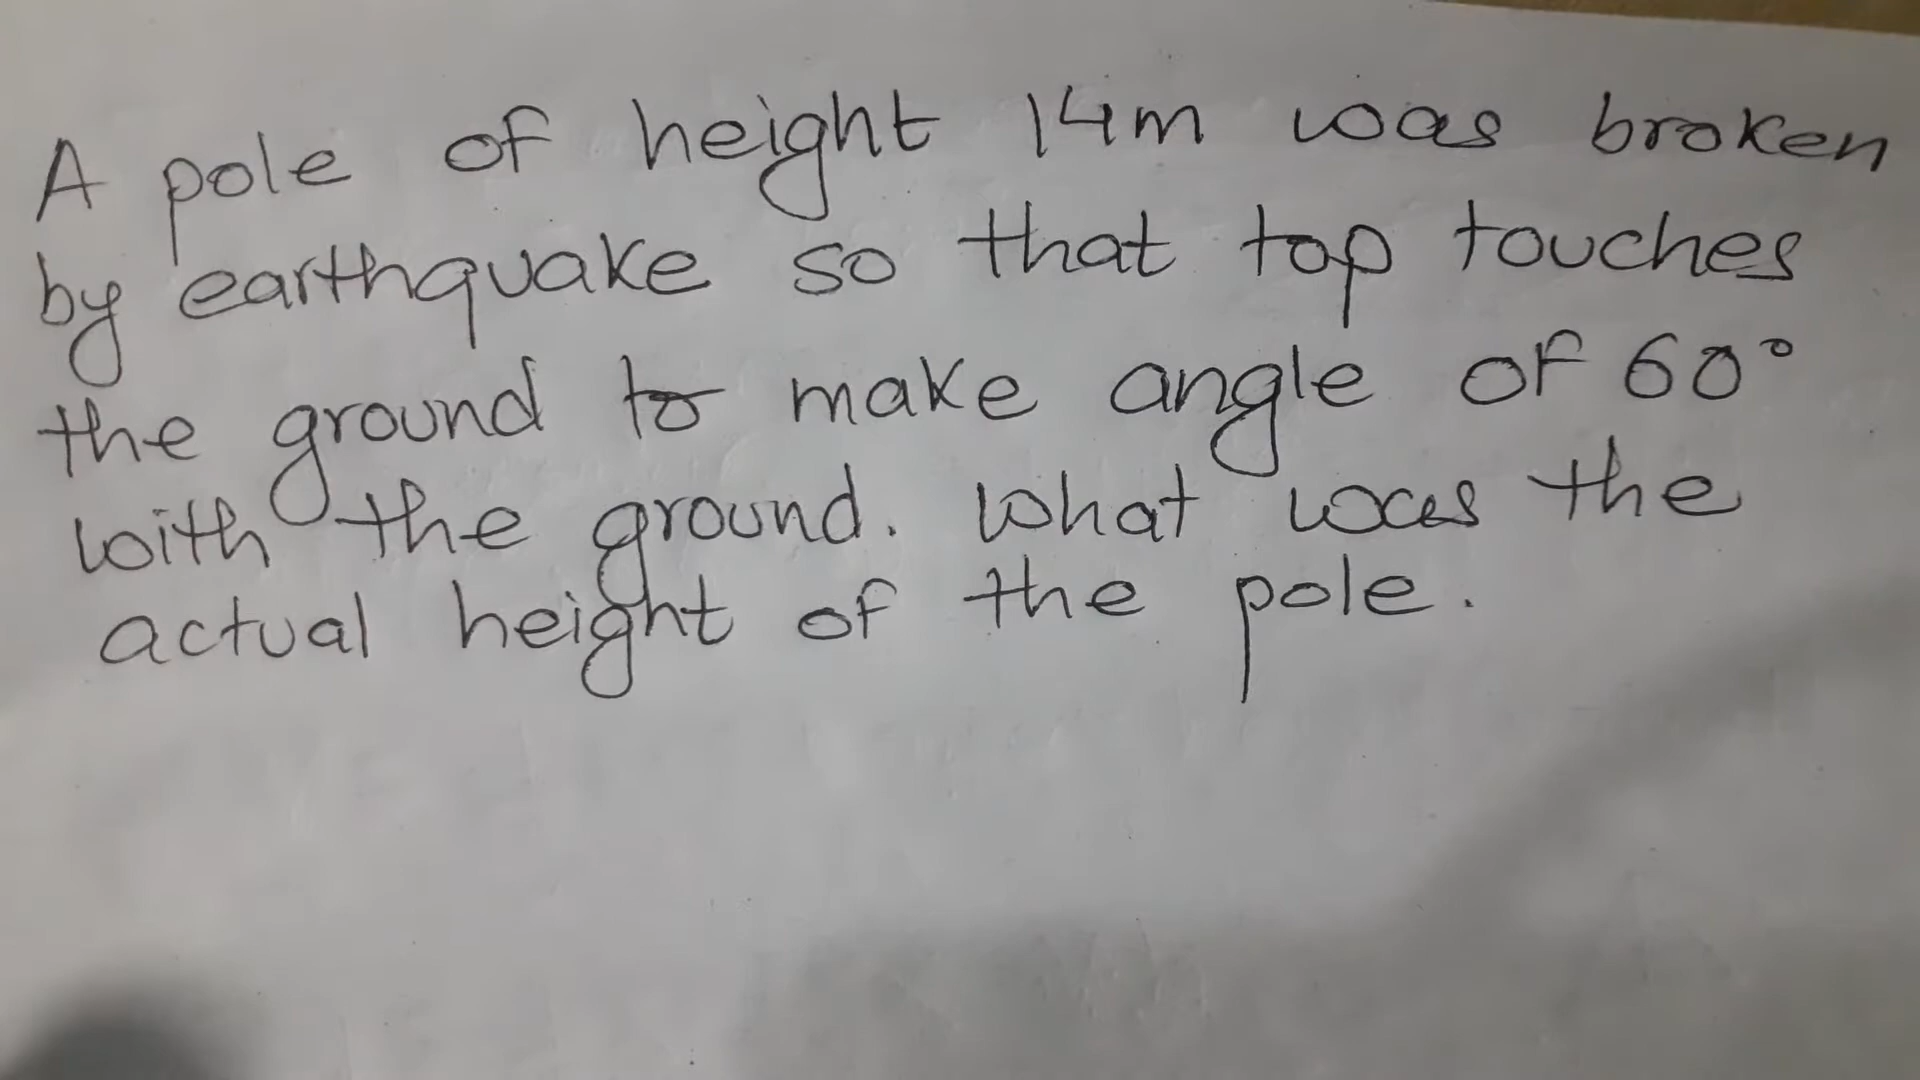 A pole of height 14m was broken
by earthquake so that top touches
the ground to make angle of 60°
with the ground. What was the
actual height of the pole.